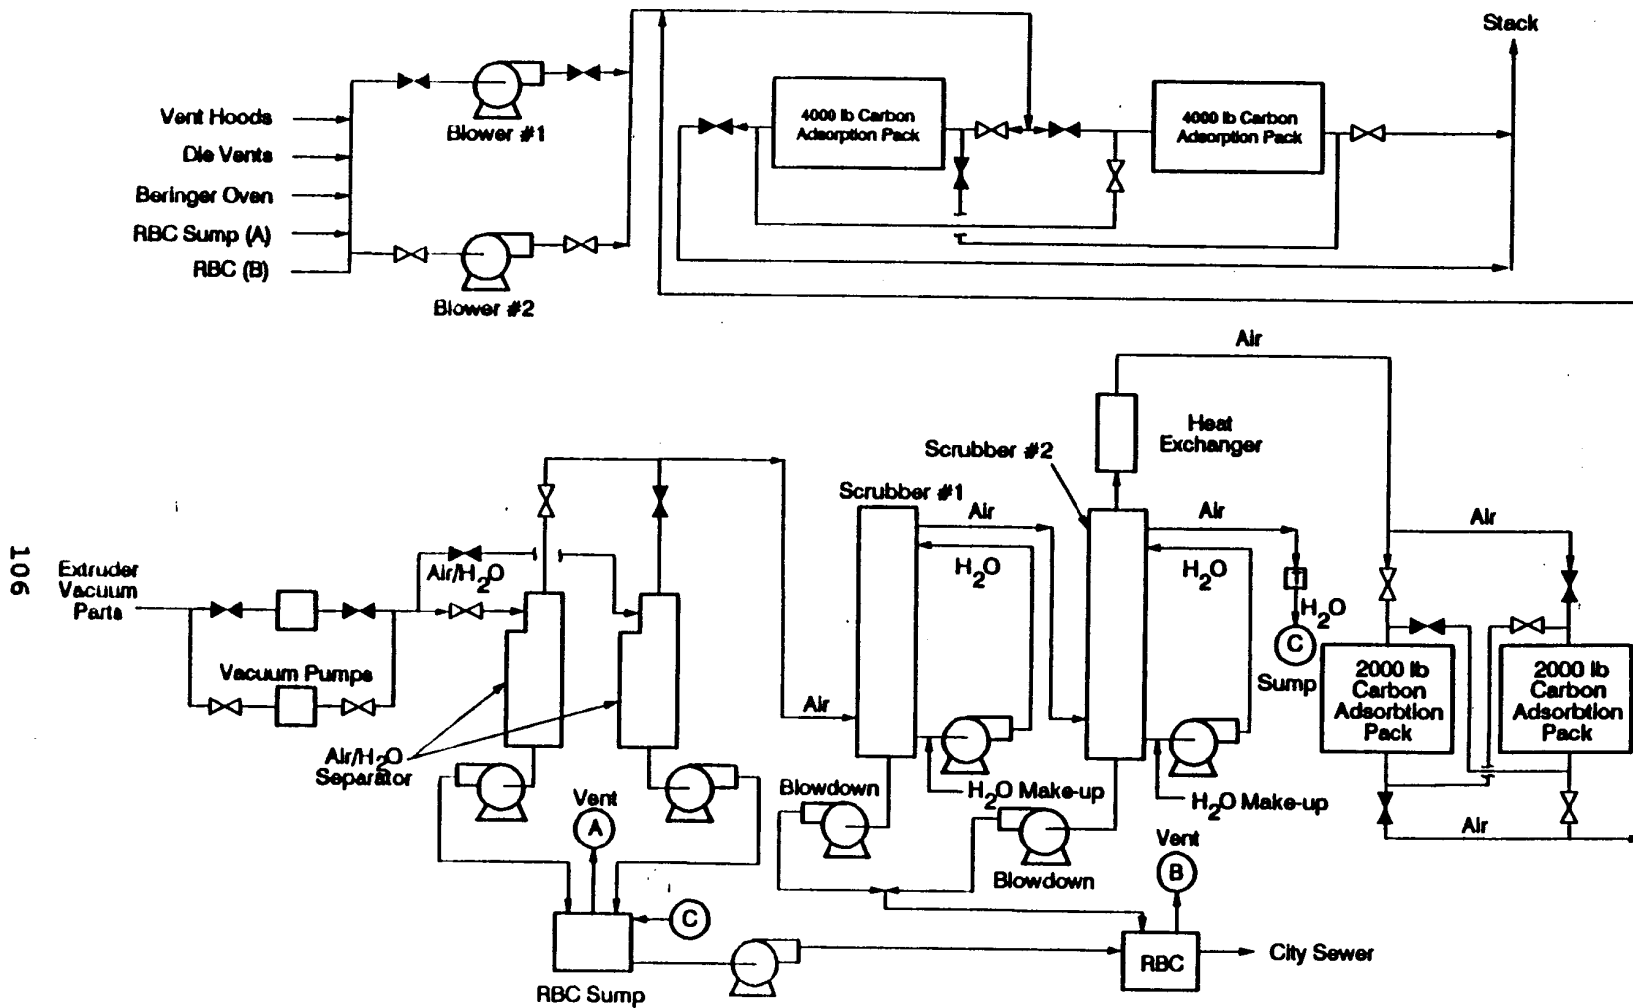 Stack
Vent Hoods
Die Vents
Beringer Oven
RBC Sump (A)
RBC (B)
Blower #1
Blower #2
4000 lb Carbon
Adsorption Pack
4000 lb Carbon
Adsorption Pack
Air
Heat
Exchanger
Scrubber #2
Scrubber #1
Air
H2O
Air
H2O
H2O
C
Sump
Air
2000 lb
Carbon
Adsorbtion
Pack
2000 lb
Carbon
Adsorbtion
Pack
Air
106
Extruder
Vacuum
Parts
Air/H2O
Vacuum Pumps
Air/H2O
Separator
Air
Blowdown
H2O Make-up
H2O Make-up
Blowdown
Vent
A
C
RBC Sump
Vent
B
RBC
City Sewer